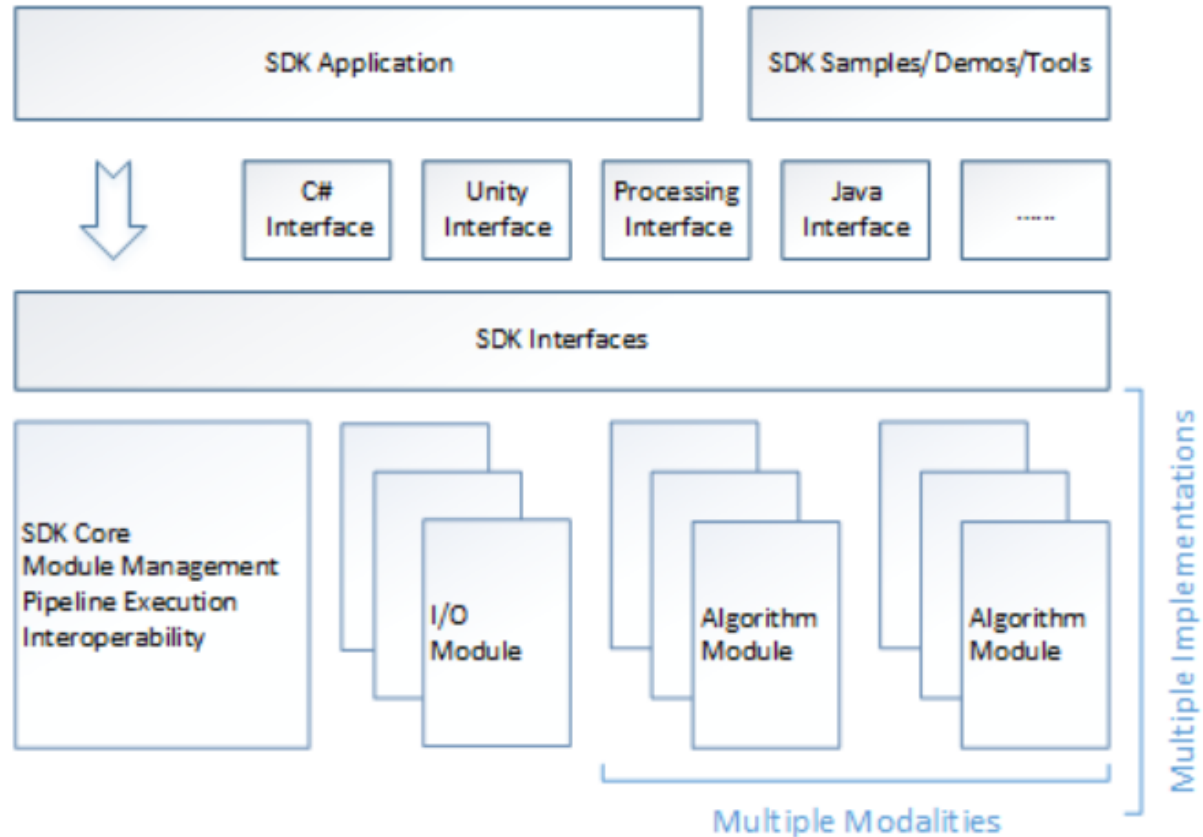 SDK Application
SDK Samples/Demos/Tools
C#
Interface
Unity
Interface
Processing
Interface
Java
Interface
......
SDK Interfaces
SDK Core
Module Management
Pipeline Execution
Interoperability
I/O
Module
Algorithm
Module
Algorithm
Module
Multiple Implementations
Multiple Modalities